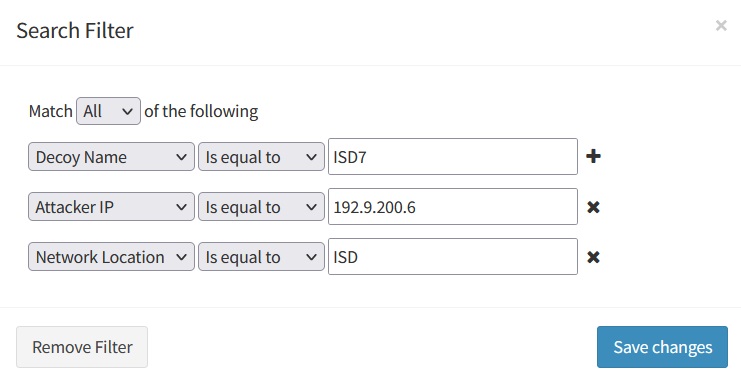 Search Filter ×
Match All of the following
Decoy Name Is equal to ISD7
Attacker IP Is equal to 192.9.200.6
Network Location Is equal to ISD
Remove Filter Save changes